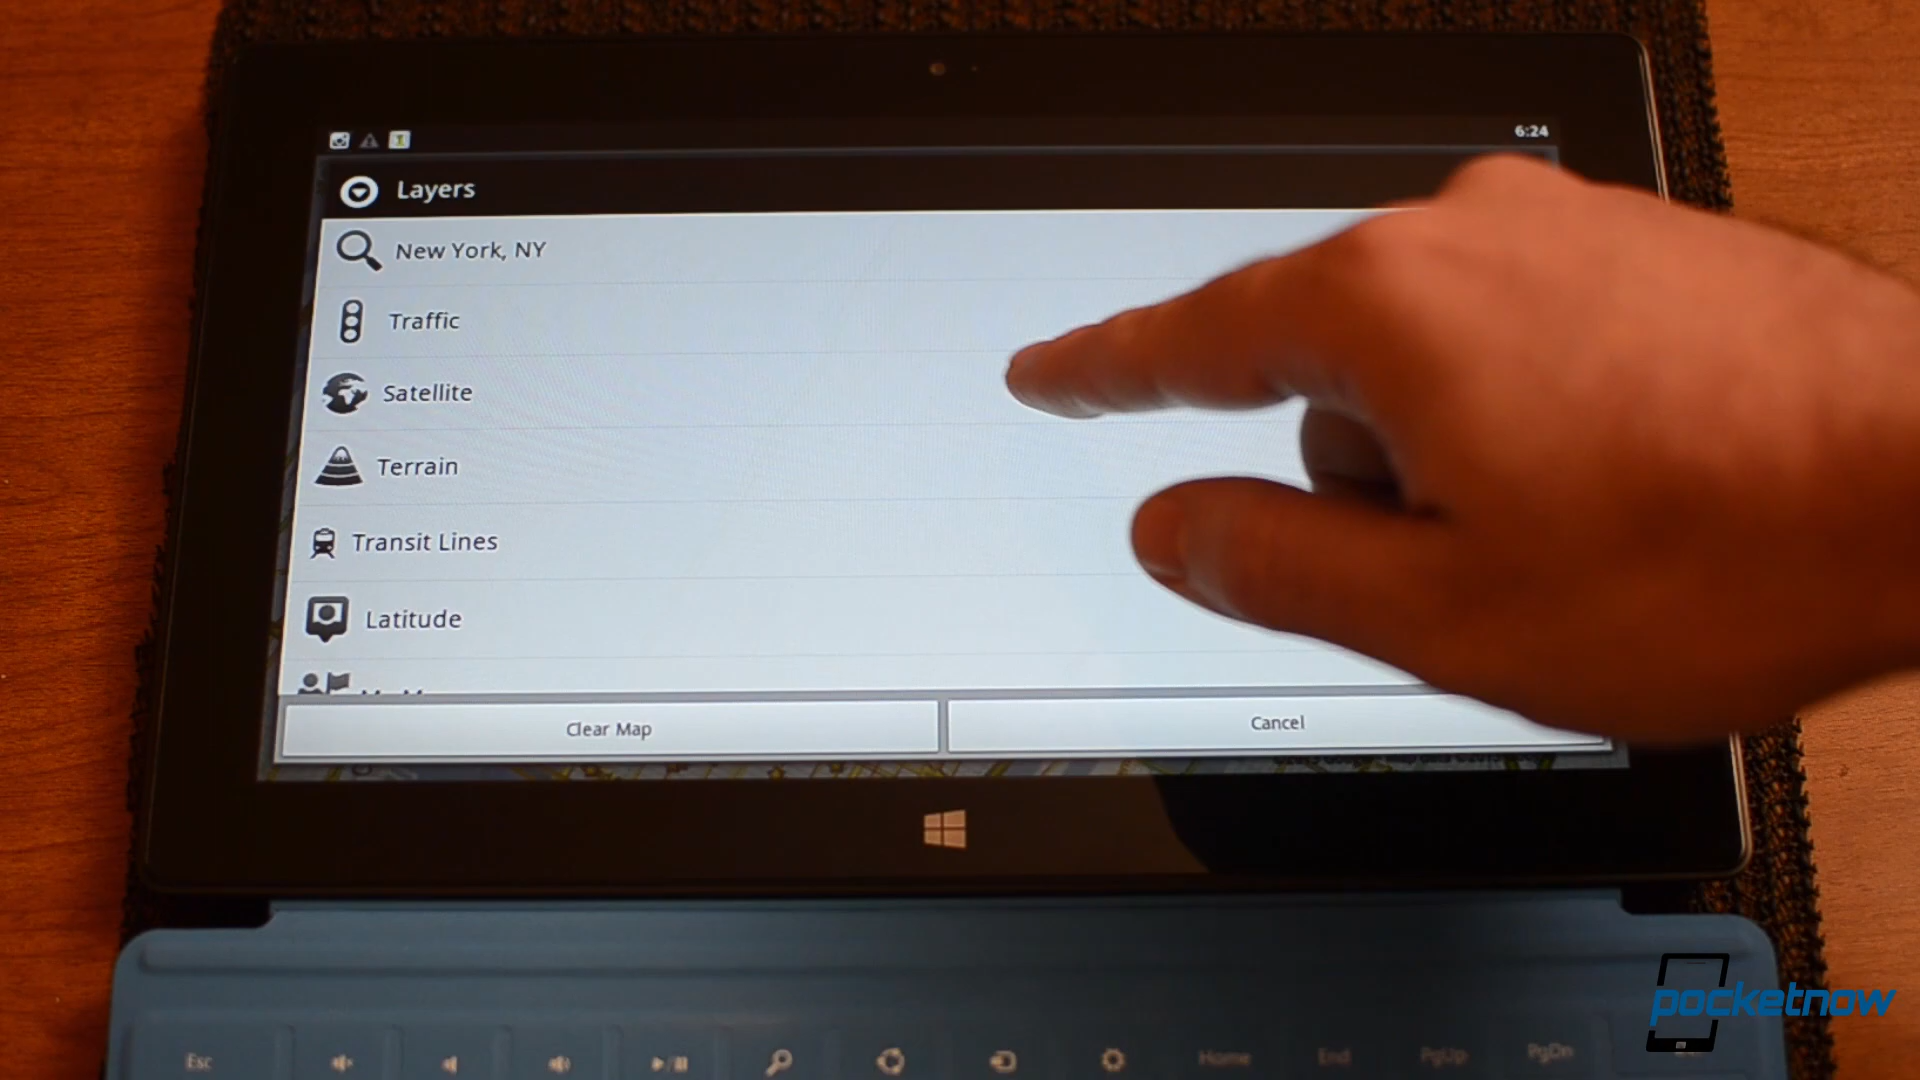 6:24
Layers
New York, NY
Traffic
Satellite
Terrain
Transit Lines
Latitude
Clear Map
Cancel
pocketnow
Esc
Home
End
PgUp
PgDn